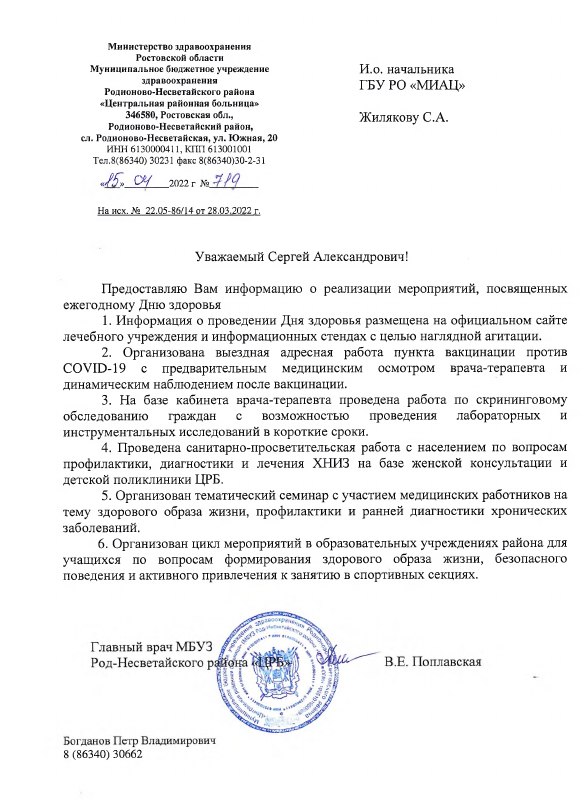 Министерство здравоохранения
Ростовской области
Муниципальное бюджетное учреждение
здравоохранения
Родионово-Несветайского района
«Центральная районная больница»
346580, Ростовская обл.,
Родионово-Несветайский район,
сл. Родионово-Несветайская, ул. Южная, 20
ИНН 6130000411, КПП 613001001
Тел.8(86340) 30231 факс 8(86340)30-2-31
«15» 04 2022 г № 719
На исх. № 22.05-86/14 от 28.03.2022 г.
И.о. начальника
ГБУ РО «МИАЦ»
Жилякову С.А.
Уважаемый Сергей Александрович!
Предоставляю Вам информацию о реализации мероприятий, посвященных
ежегодному Дню здоровья
1. Информация о проведении Дня здоровья размещена на официальном сайте
лечебного учреждения и информационных стендах с целью наглядной агитации.
2. Организована выездная адресная работа пункта вакцинации против
COVID-19 с предварительным медицинским осмотром врача-терапевта и
динамическим наблюдением после вакцинации.
3. На базе кабинета врача-терапевта проведена работа по скрининговому
обследованию граждан с возможностью проведения лабораторных и
инструментальных исследований в короткие сроки.
4. Проведена санитарно-просветительская работа с населением по вопросам
профилактики, диагностики и лечения ХНИЗ на базе женской консультации и
детской поликлиники ЦРБ.
5. Организован тематический семинар с участием медицинских работников на
тему здорового образа жизни, профилактики и ранней диагностики хронических
заболеваний.
6. Организован цикл мероприятий в образовательных учреждениях района для
учащихся по вопросам формирования здорового образа жизни, безопасного
поведения и активного привлечения к занятию в спортивных секциях.
Главный врач МБУЗ
Род-Несветайского района «ЦРБ» В.Е. Поплавская
Богданов Петр Владимирович
8 (86340) 30662